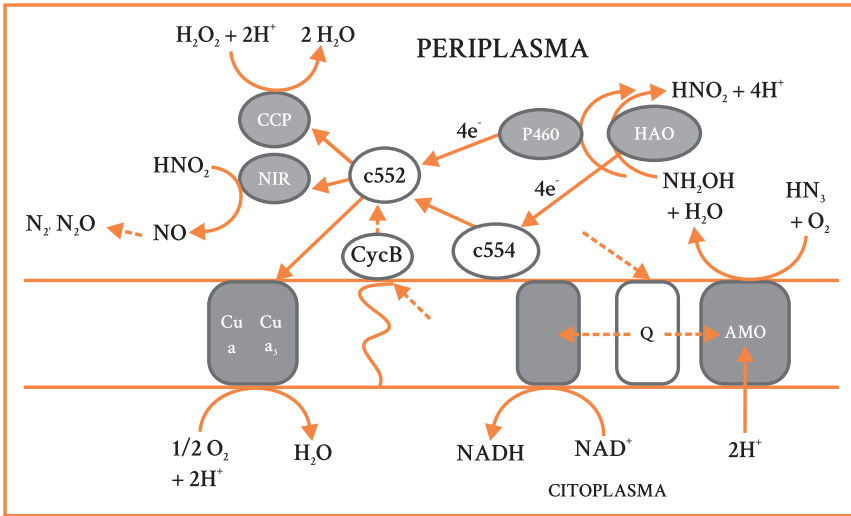 H₂O₂ + 2H⁺
2 H₂O
PERIPLASMA
HNO₂ + 4H⁺
CCP
4e⁻
P460
HAO
HNO₂
NIR
c552
4e⁻
NH₂OH
+ H₂O
HN₃
+ O₂
N₂, N₂O
NO
CycB
c554
Cu Cu
a a₃
Q
AMO
1/2 O₂
+ 2H⁺
H₂O
NADH
NAD⁺
2H⁺
CITOPLASMA